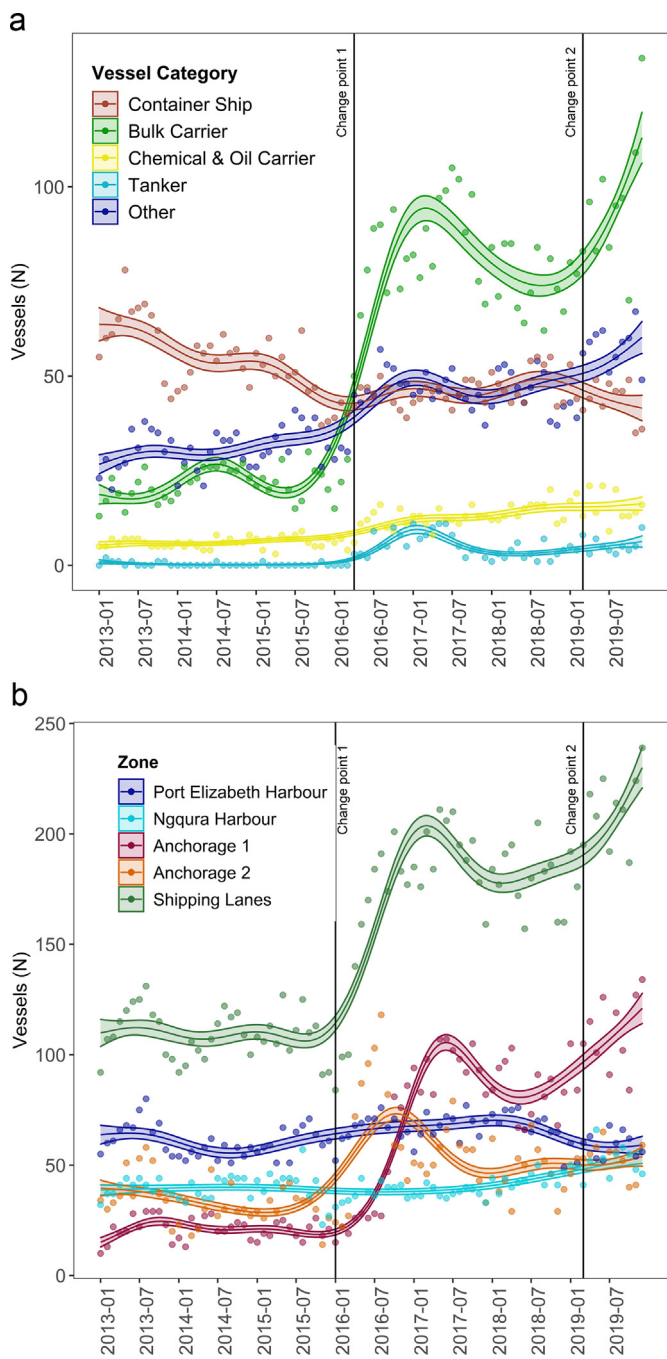 a
Vessel Category
Container Ship
Bulk Carrier
Chemical & Oil Carrier
Tanker
Other
Change point 1
Change point 2
Vessels (N)
100
50
0
2013-01
2013-07
2014-01
2014-07
2015-01
2015-07
2016-01
2016-07
2017-01
2017-07
2018-01
2018-07
2019-01
2019-07
b
Zone
Port Elizabeth Harbour
Ngqura Harbour
Anchorage 1
Anchorage 2
Shipping Lanes
Change point 1
Change point 2
Vessels (N)
250
200
150
100
50
0
2013-01
2013-07
2014-01
2014-07
2015-01
2015-07
2016-01
2016-07
2017-01
2017-07
2018-01
2018-07
2019-01
2019-07